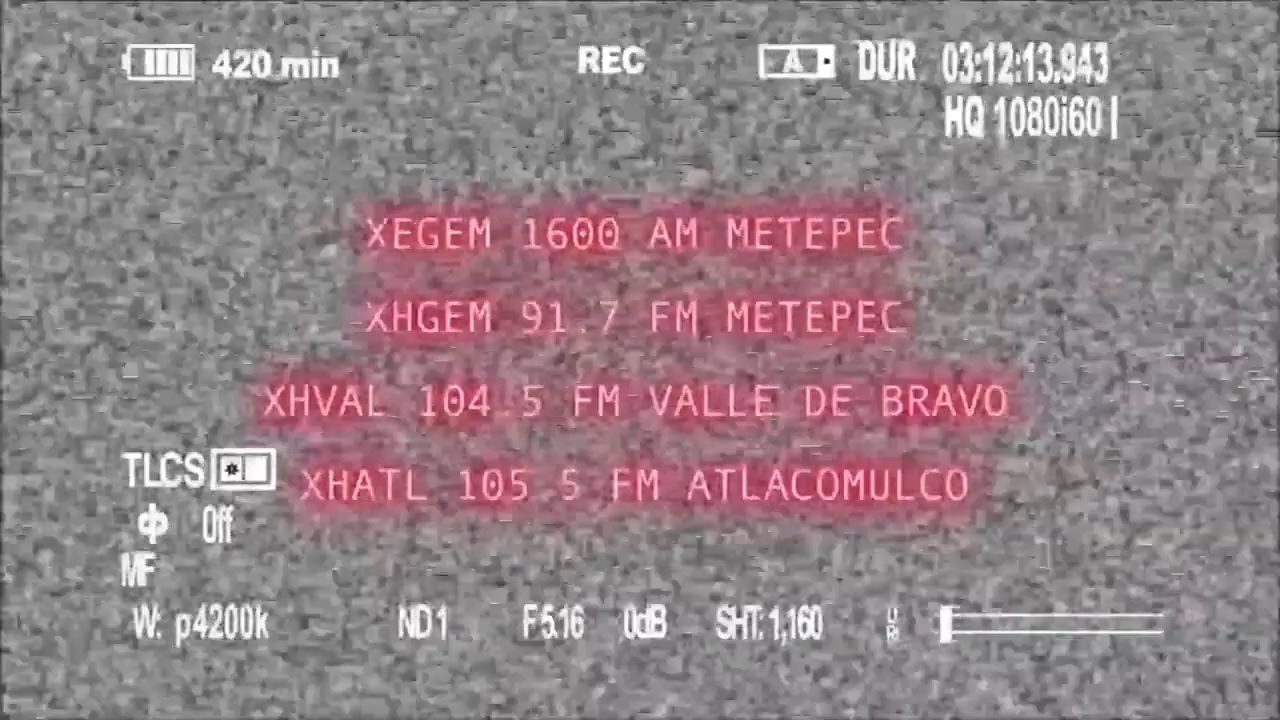 420 min REC A DUR 03:12:13.943
HQ 1080i60
XEGEM 1600 AM METEPEC
XHGEM 91.7 FM METEPEC
XHVAL 104.5 FM VALLE DE BRAVO
XHATL 105.5 FM ATLACOMULCO
TLCS
Off
MF
W: p4200k ND1 F5.16 0dB SHT: 1,160